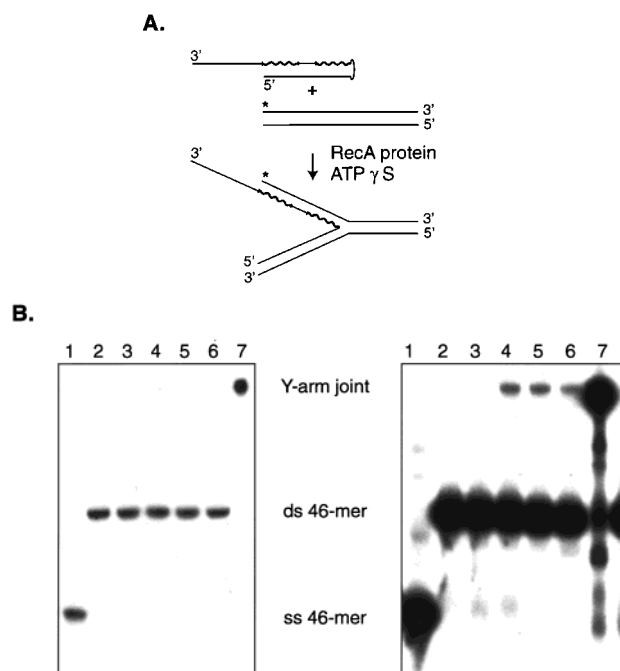 A.
3'
5'
+
*
3'
5'
RecA protein
ATP γ S
3'
*
3'
5'
5'
3'
B.
1 2 3 4 5 6 7
1 2 3 4 5 6 7
Y-arm joint
ds 46-mer
ss 46-mer